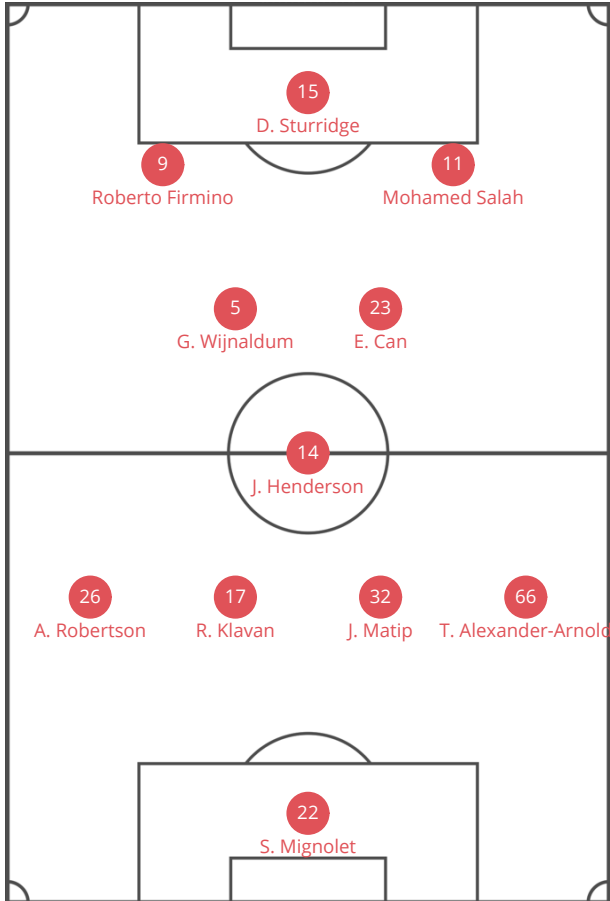 15
D. Sturridge
9
Roberto Firmino
11
Mohamed Salah
5
G. Wijnaldum
23
E. Can
14
J. Henderson
26
A. Robertson
17
R. Klavan
32
J. Matip
66
T. Alexander-Arnold
22
S. Mignolet